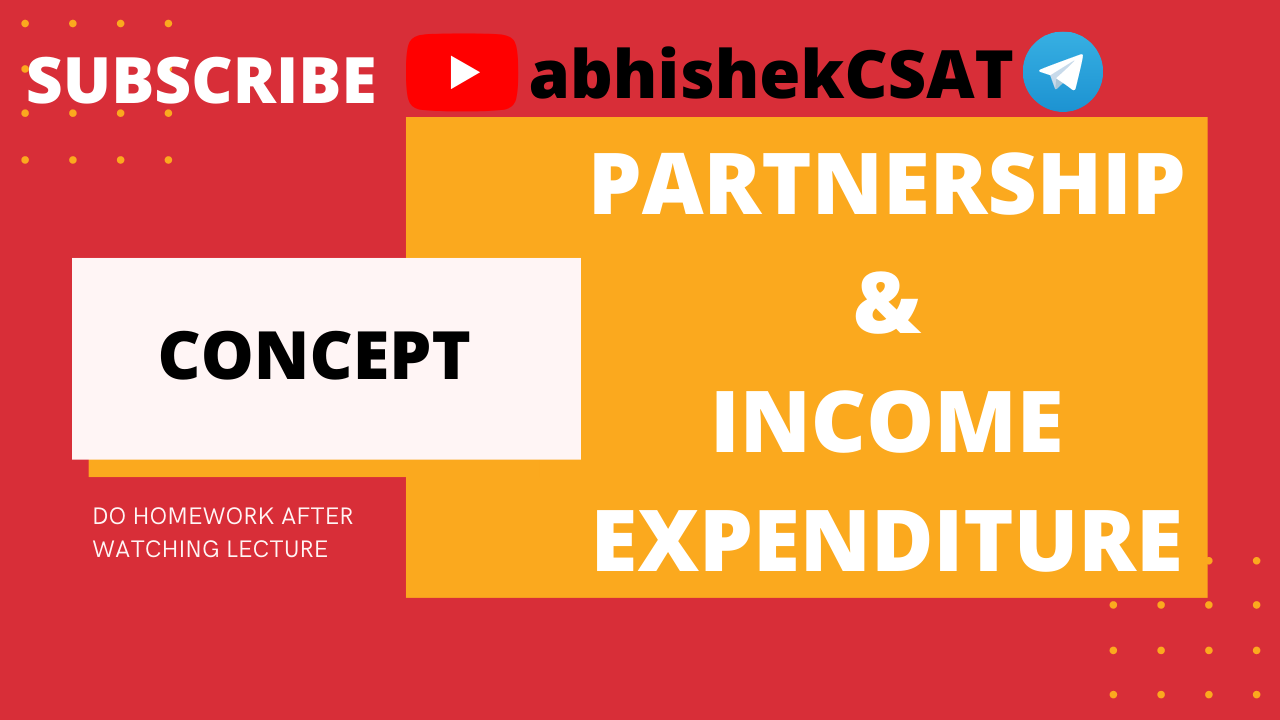 SUBSCRIBE abhishekCSAT
PARTNERSHIP
&
INCOME
EXPENDITURE
CONCEPT
DO HOMEWORK AFTER
WATCHING LECTURE